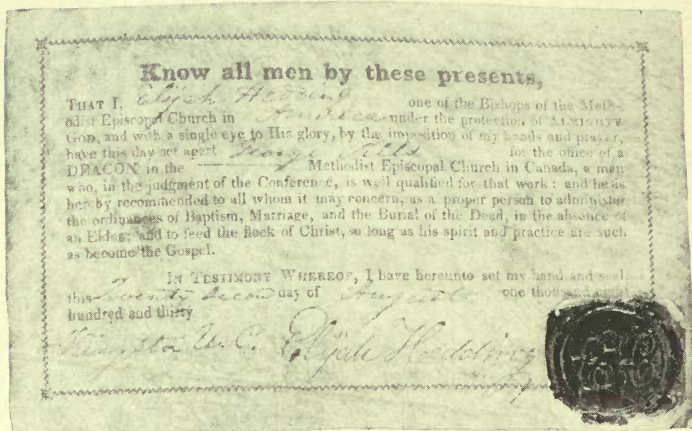 Know all men by these presents,
THAT I, Elijah Hedding one of the Bishops of the Meth-
odist Episcopal Church in America under the protection of ALMIGHTY
GOD, and with a single eye to His glory, by the imposition of my hands and prayer,
have this day set apart George for the office of a
DEACON in the Methodist Episcopal Church in Canada, a man
who, in the judgment of the Conference, is well qualified for that work: and he is
hereby recommended to all whom it may concern, as a proper person to administer
the ordinances of Baptism, Marriage, and the Burial of the Dead, in the absence of
an Elder; and to feed the flock of Christ, so long as his spirit and practice are such
as become the Gospel.
IN TESTIMONY WHEREOF, I have hereunto set my hand and seal
this Twenty Second day of August one thousand eight
hundred and thirty
Kingston U. C. Elijah Hedding